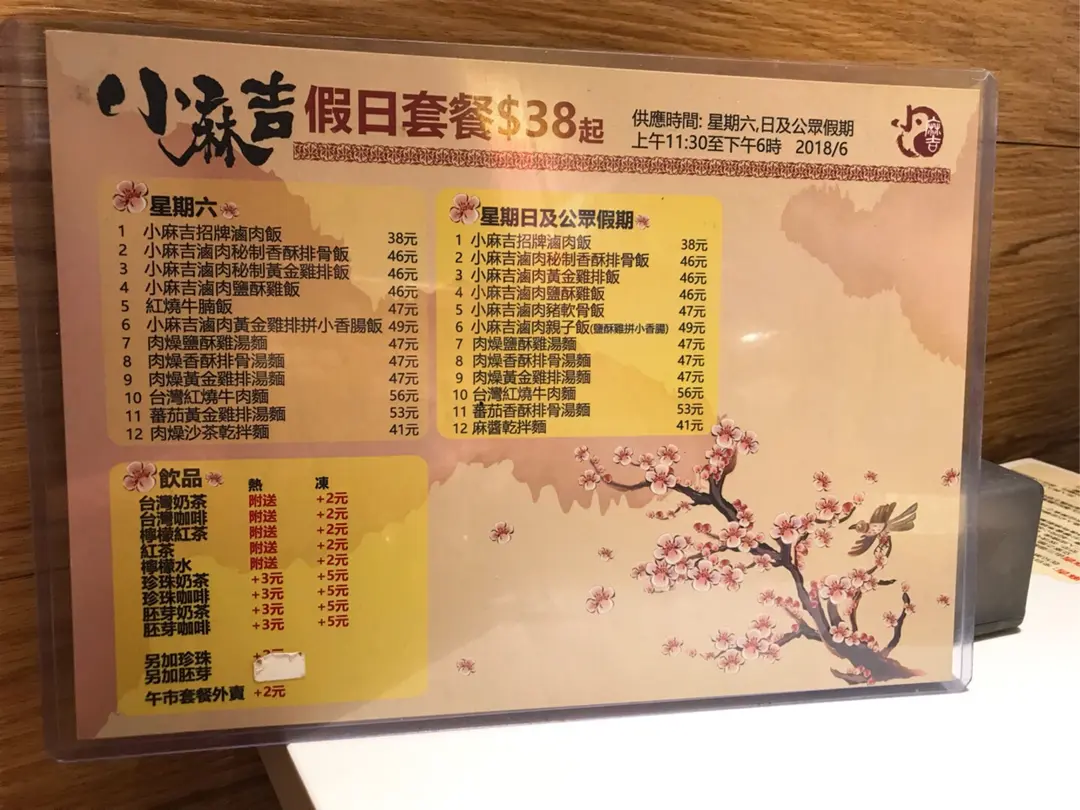 小麻吉 假日套餐$38起
供應時間: 星期六,日及公眾假期
上午11:30至下午6時 2018/6
小麻吉
星期六
1 小麻吉招牌滷肉飯 38元
2 小麻吉滷肉秘制香酥排骨飯 46元
3 小麻吉滷肉秘制黃金雞排飯 46元
4 小麻吉滷肉鹽酥雞飯 46元
5 紅燒牛腩飯 47元
6 小麻吉滷肉黃金雞排拼小香腸飯 49元
7 肉燥鹽酥雞湯麵 47元
8 肉燥香酥排骨湯麵 47元
9 肉燥黃金雞排湯麵 47元
10 台灣紅燒牛肉麵 56元
11 蕃茄黃金雞排湯麵 53元
12 肉燥沙茶乾拌麵 41元
星期日及公眾假期
1 小麻吉招牌滷肉飯 38元
2 小麻吉滷肉秘制香酥排骨飯 46元
3 小麻吉滷肉黃金雞排飯 46元
4 小麻吉滷肉鹽酥雞飯 46元
5 小麻吉滷肉豬軟骨飯 47元
6 小麻吉滷肉親子飯(鹽酥雞拼小香腸) 49元
7 肉燥鹽酥雞湯麵 47元
8 肉燥香酥排骨湯麵 47元
9 肉燥黃金雞排湯麵 47元
10 台灣紅燒牛肉麵 56元
11 蕃茄香酥排骨湯麵 53元
12 麻醬乾拌麵 41元
飲品 熱 凍
台灣奶茶 附送 +2元
台灣咖啡 附送 +2元
檸檬紅茶 附送 +2元
紅茶 附送 +2元
檸檬水 附送 +2元
珍珠奶茶 +3元 +5元
珍珠咖啡 +3元 +5元
胚芽奶茶 +3元 +5元
胚芽咖啡 +3元 +5元
另加珍珠
另加胚芽
午市套餐外賣 +2元